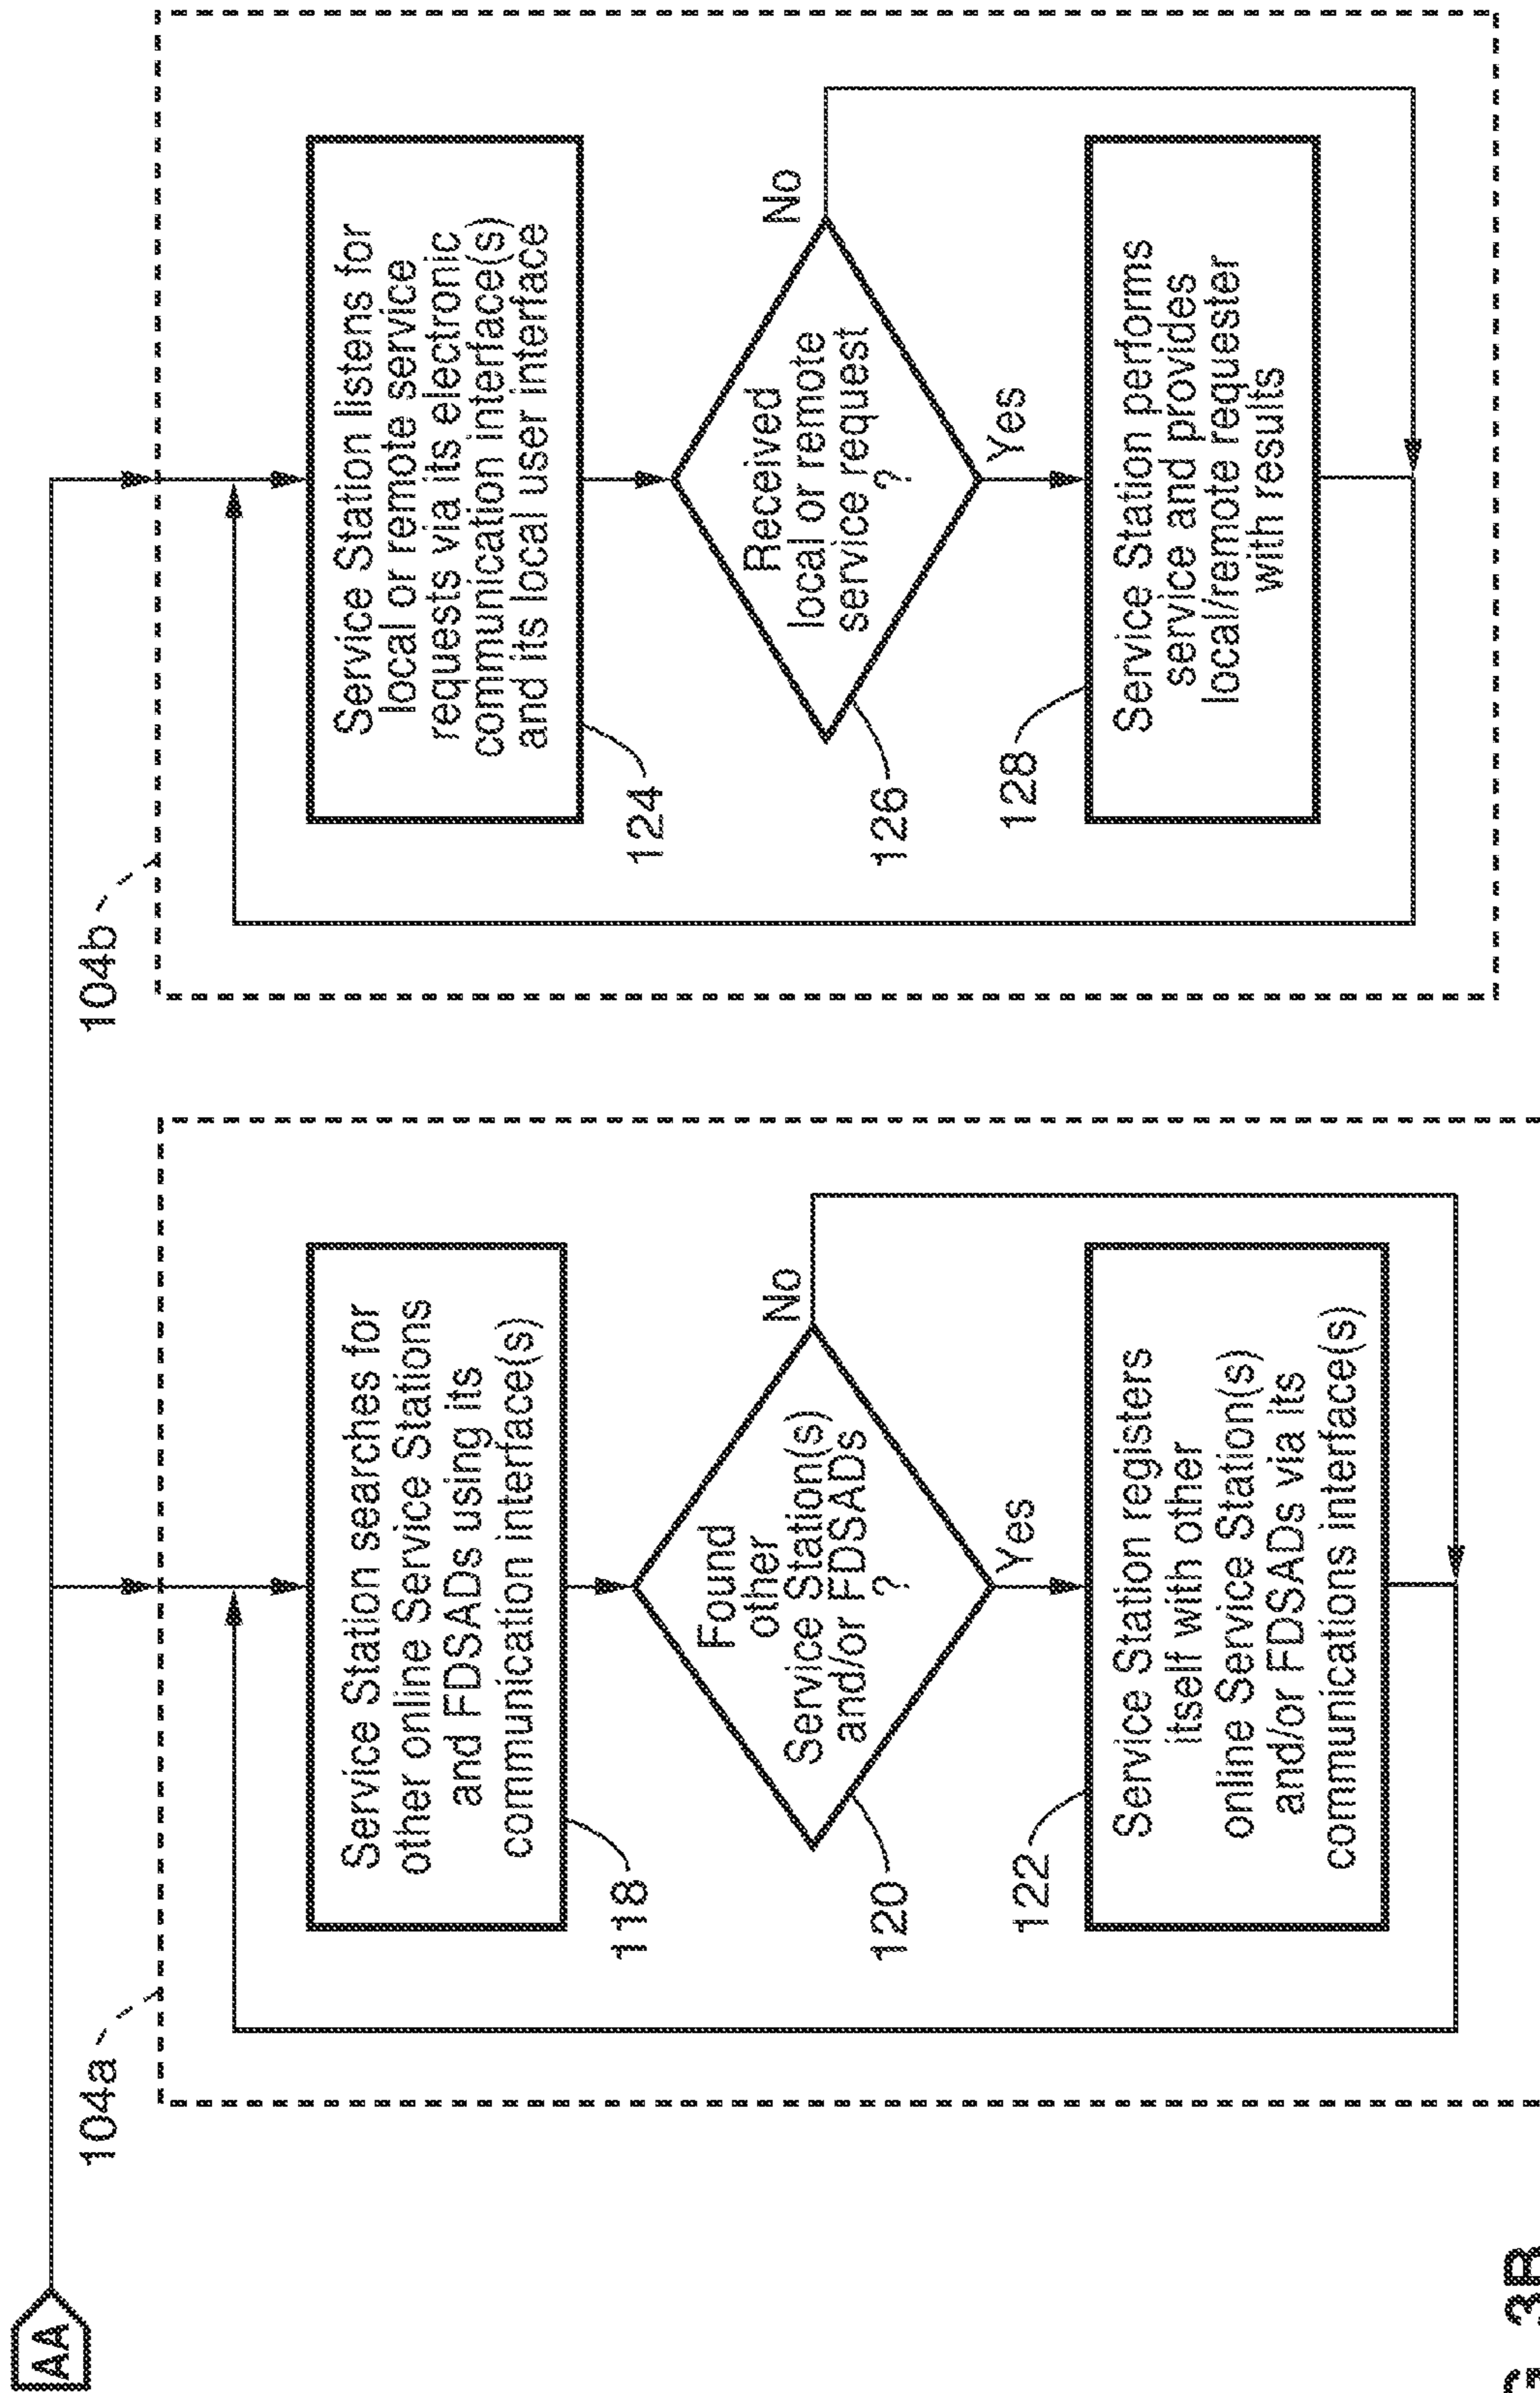 AA
104a
Service Station searches for
other online Service Stations
and FDSADs using its
communication interface(s)
118
Found
other
Service Station(s)
and/or FDSADs
?
No
Yes
120
Service Station registers
itself with other
online Service Station(s)
and/or FDSADs via its
communications interface(s)
122
104b
Service Station listens for
local or remote service
requests via its electronic
communication interface(s)
and its local user interface
124
Received
local or remote
service request
?
No
Yes
126
Service Station performs
service and provides
local/remote requester
with results
128
3B